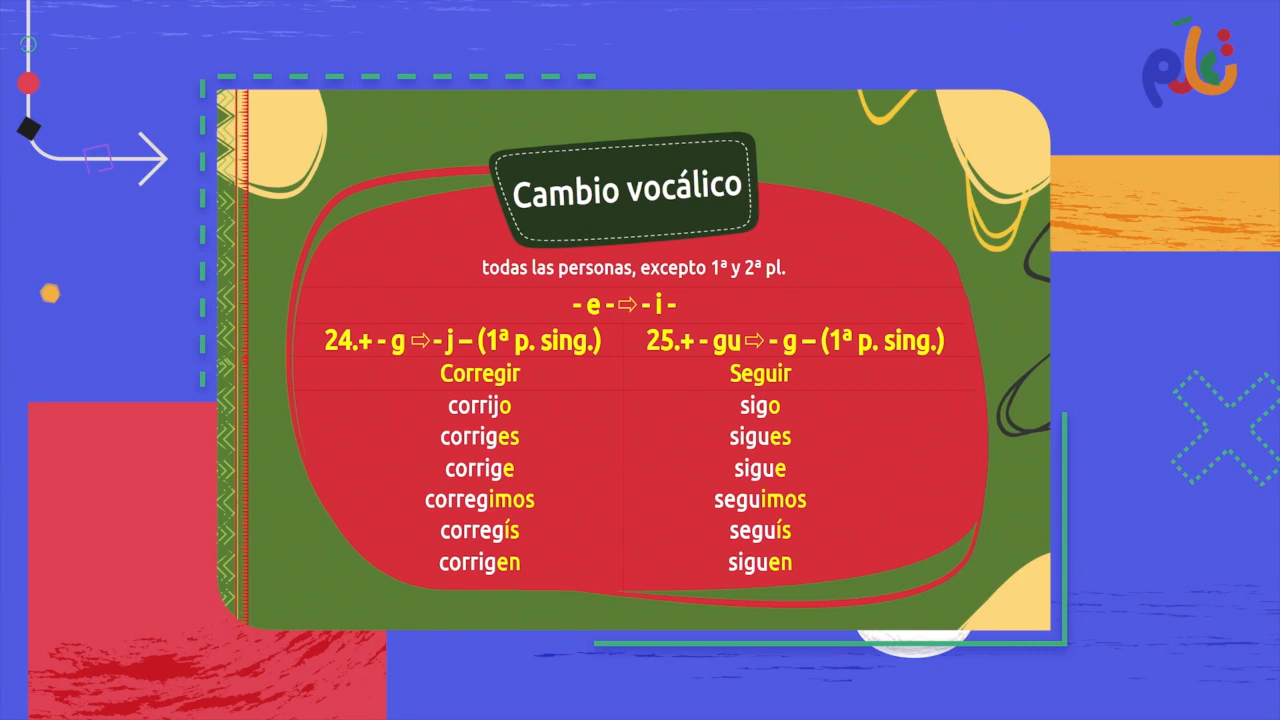 Cambio vocálico
todas las personas, excepto 1ª y 2ª pl.
- e - ⇨ - i -
24.+ - g ⇨ - j – (1ª p. sing.) 25.+ - gu ⇨ - g – (1ª p. sing.)
Corregir Seguir
corrijo sigo
corriges sigues
corrige sigue
corregimos seguimos
corregís seguís
corrigen siguen